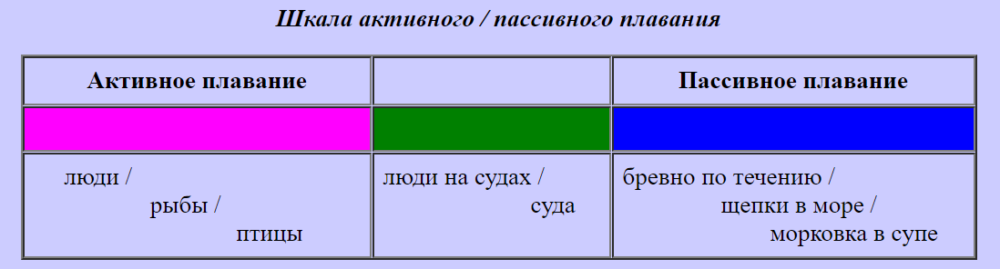 Шкала активного / пассивного плавания
Активное плавание
Пассивное плавание
люди /
рыбы /
птицы
люди на судах /
суда
бревно по течению /
щепки в море /
морковка в супе